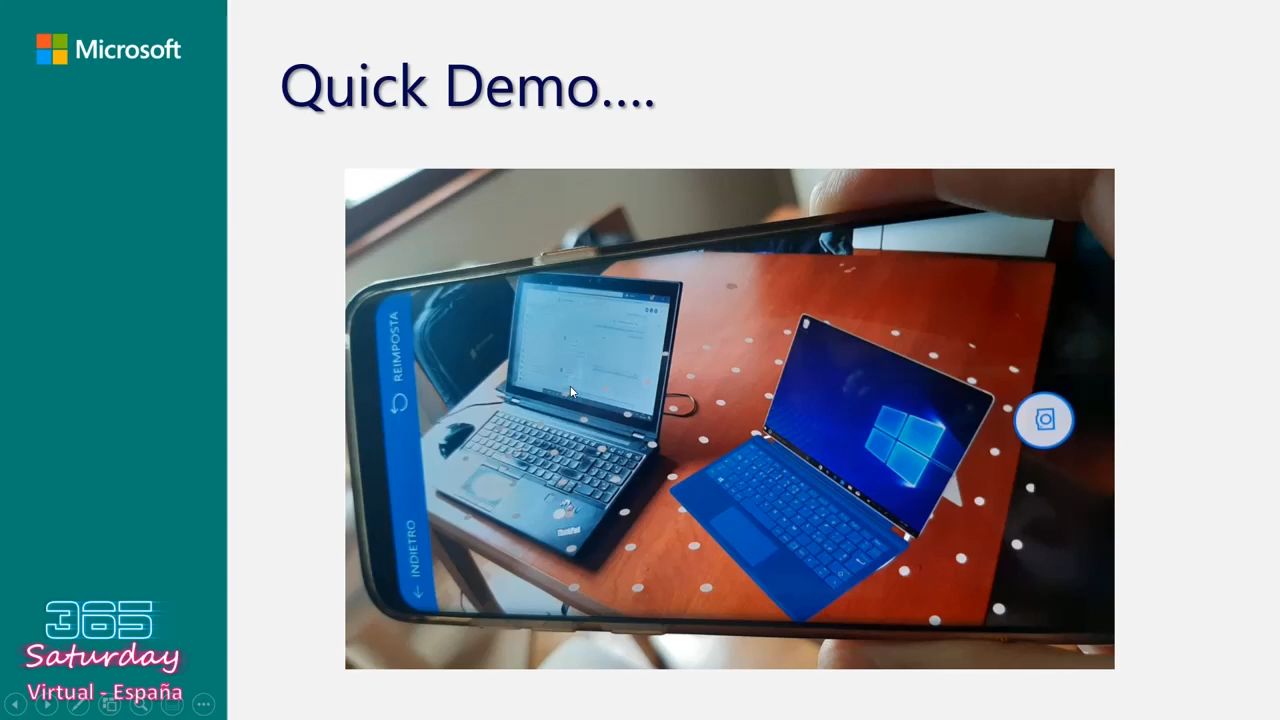 Microsoft
Quick Demo....
REIMPOSTA
INDIETRO
ThinkPad
365
Saturday
Virtual - España